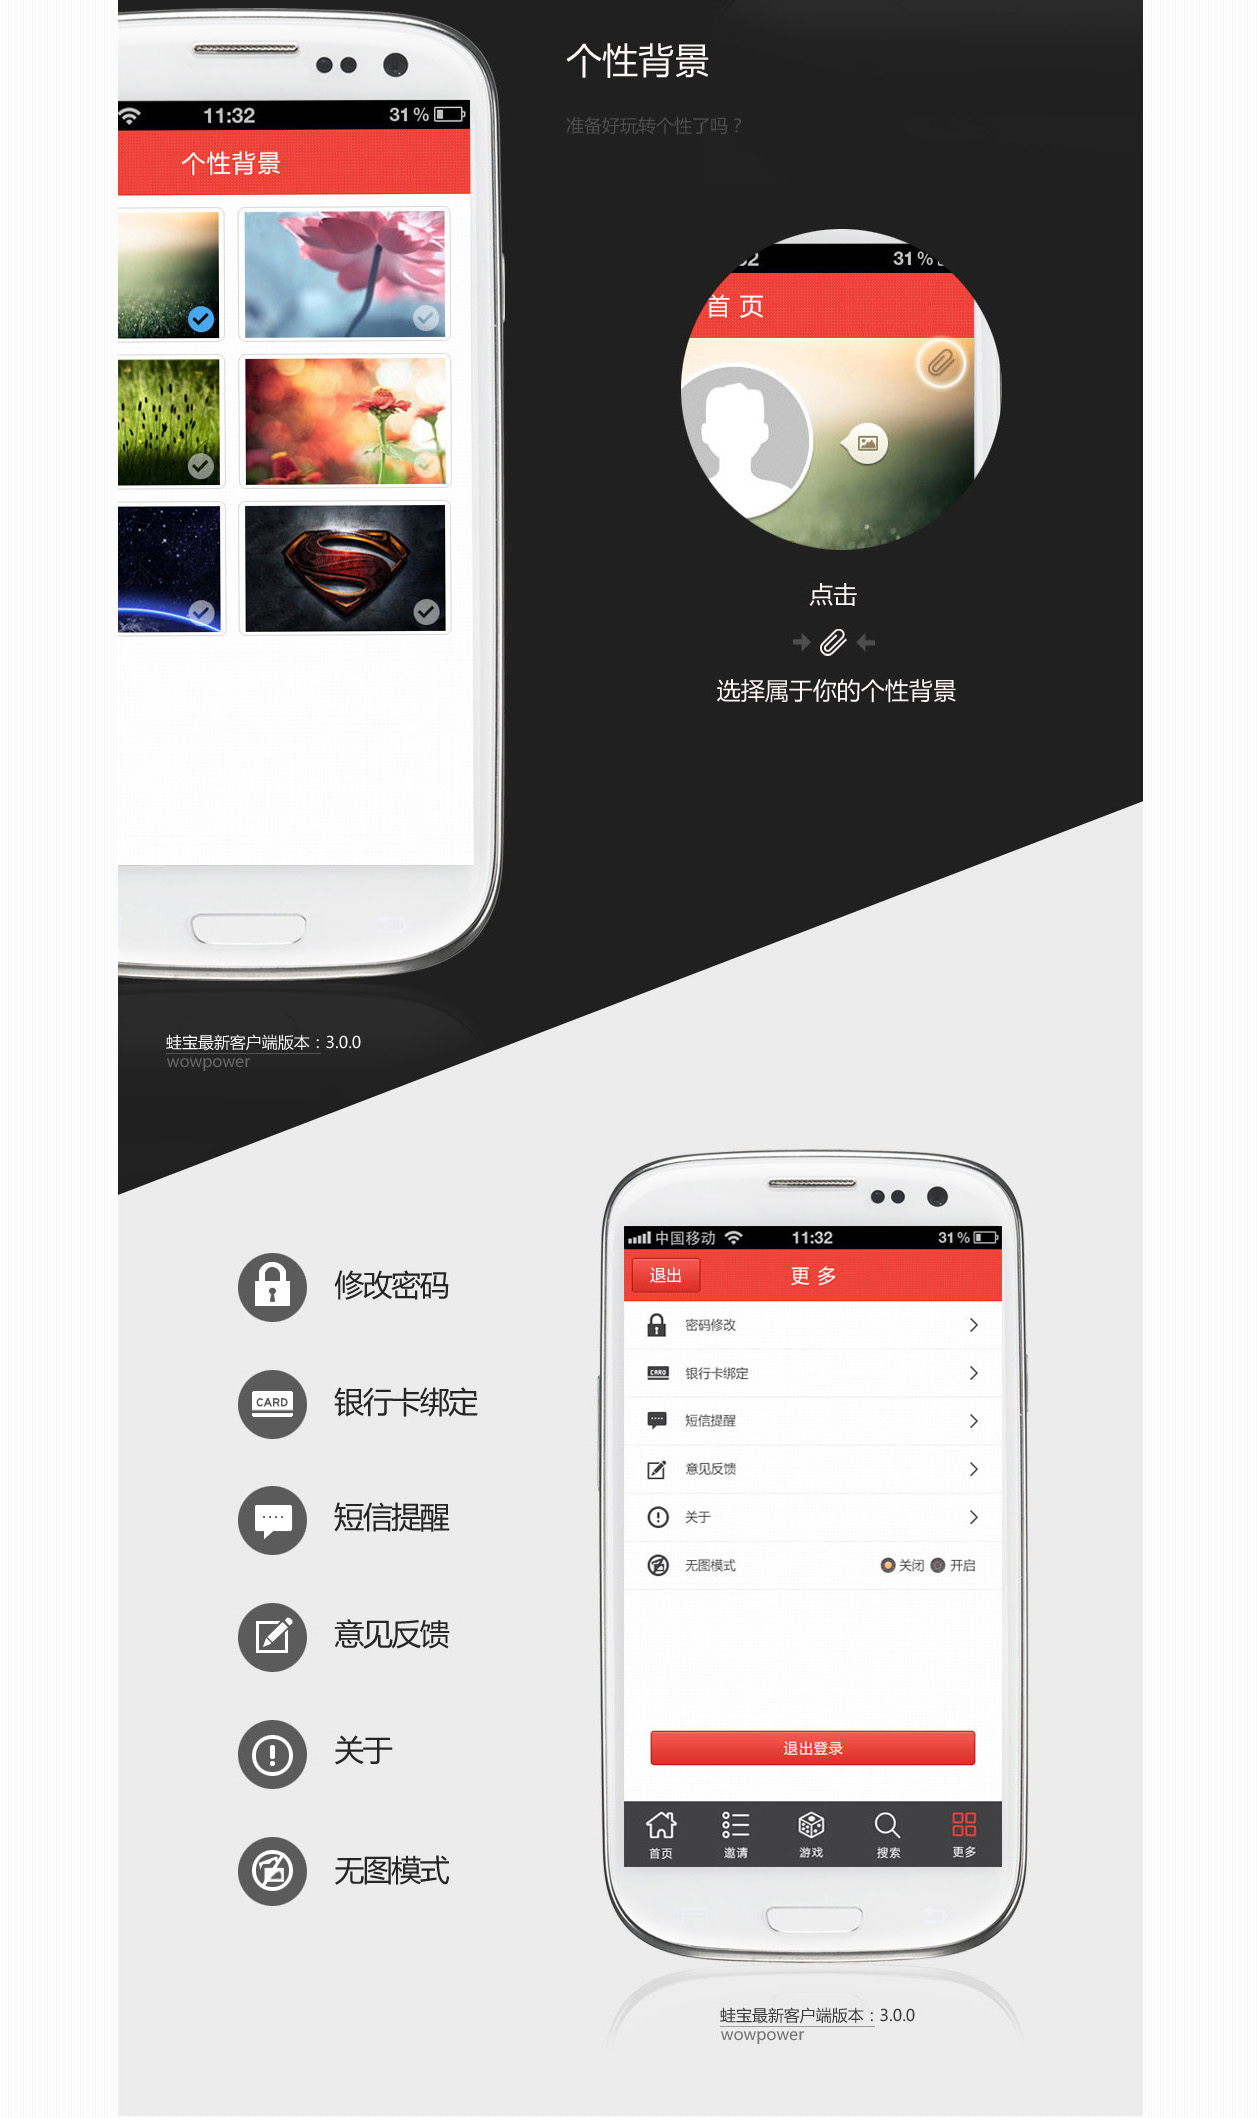 个性背景
准备好玩转个性了吗？
11:32 31%
个性背景
31%
首 页
点击
选择属于你的个性背景
蛙宝最新客户端版本：3.0.0
wowpower
修改密码
银行卡绑定
CARD
短信提醒
意见反馈
关于
无图模式
中国移动 11:32 31%
退出 更 多
密码修改
CARD 银行卡绑定
短信提醒
意见反馈
关于
无图模式 关闭 开启
退出登录
首页 邀请 游戏 搜索 更多
蛙宝最新客户端版本：3.0.0
wowpower